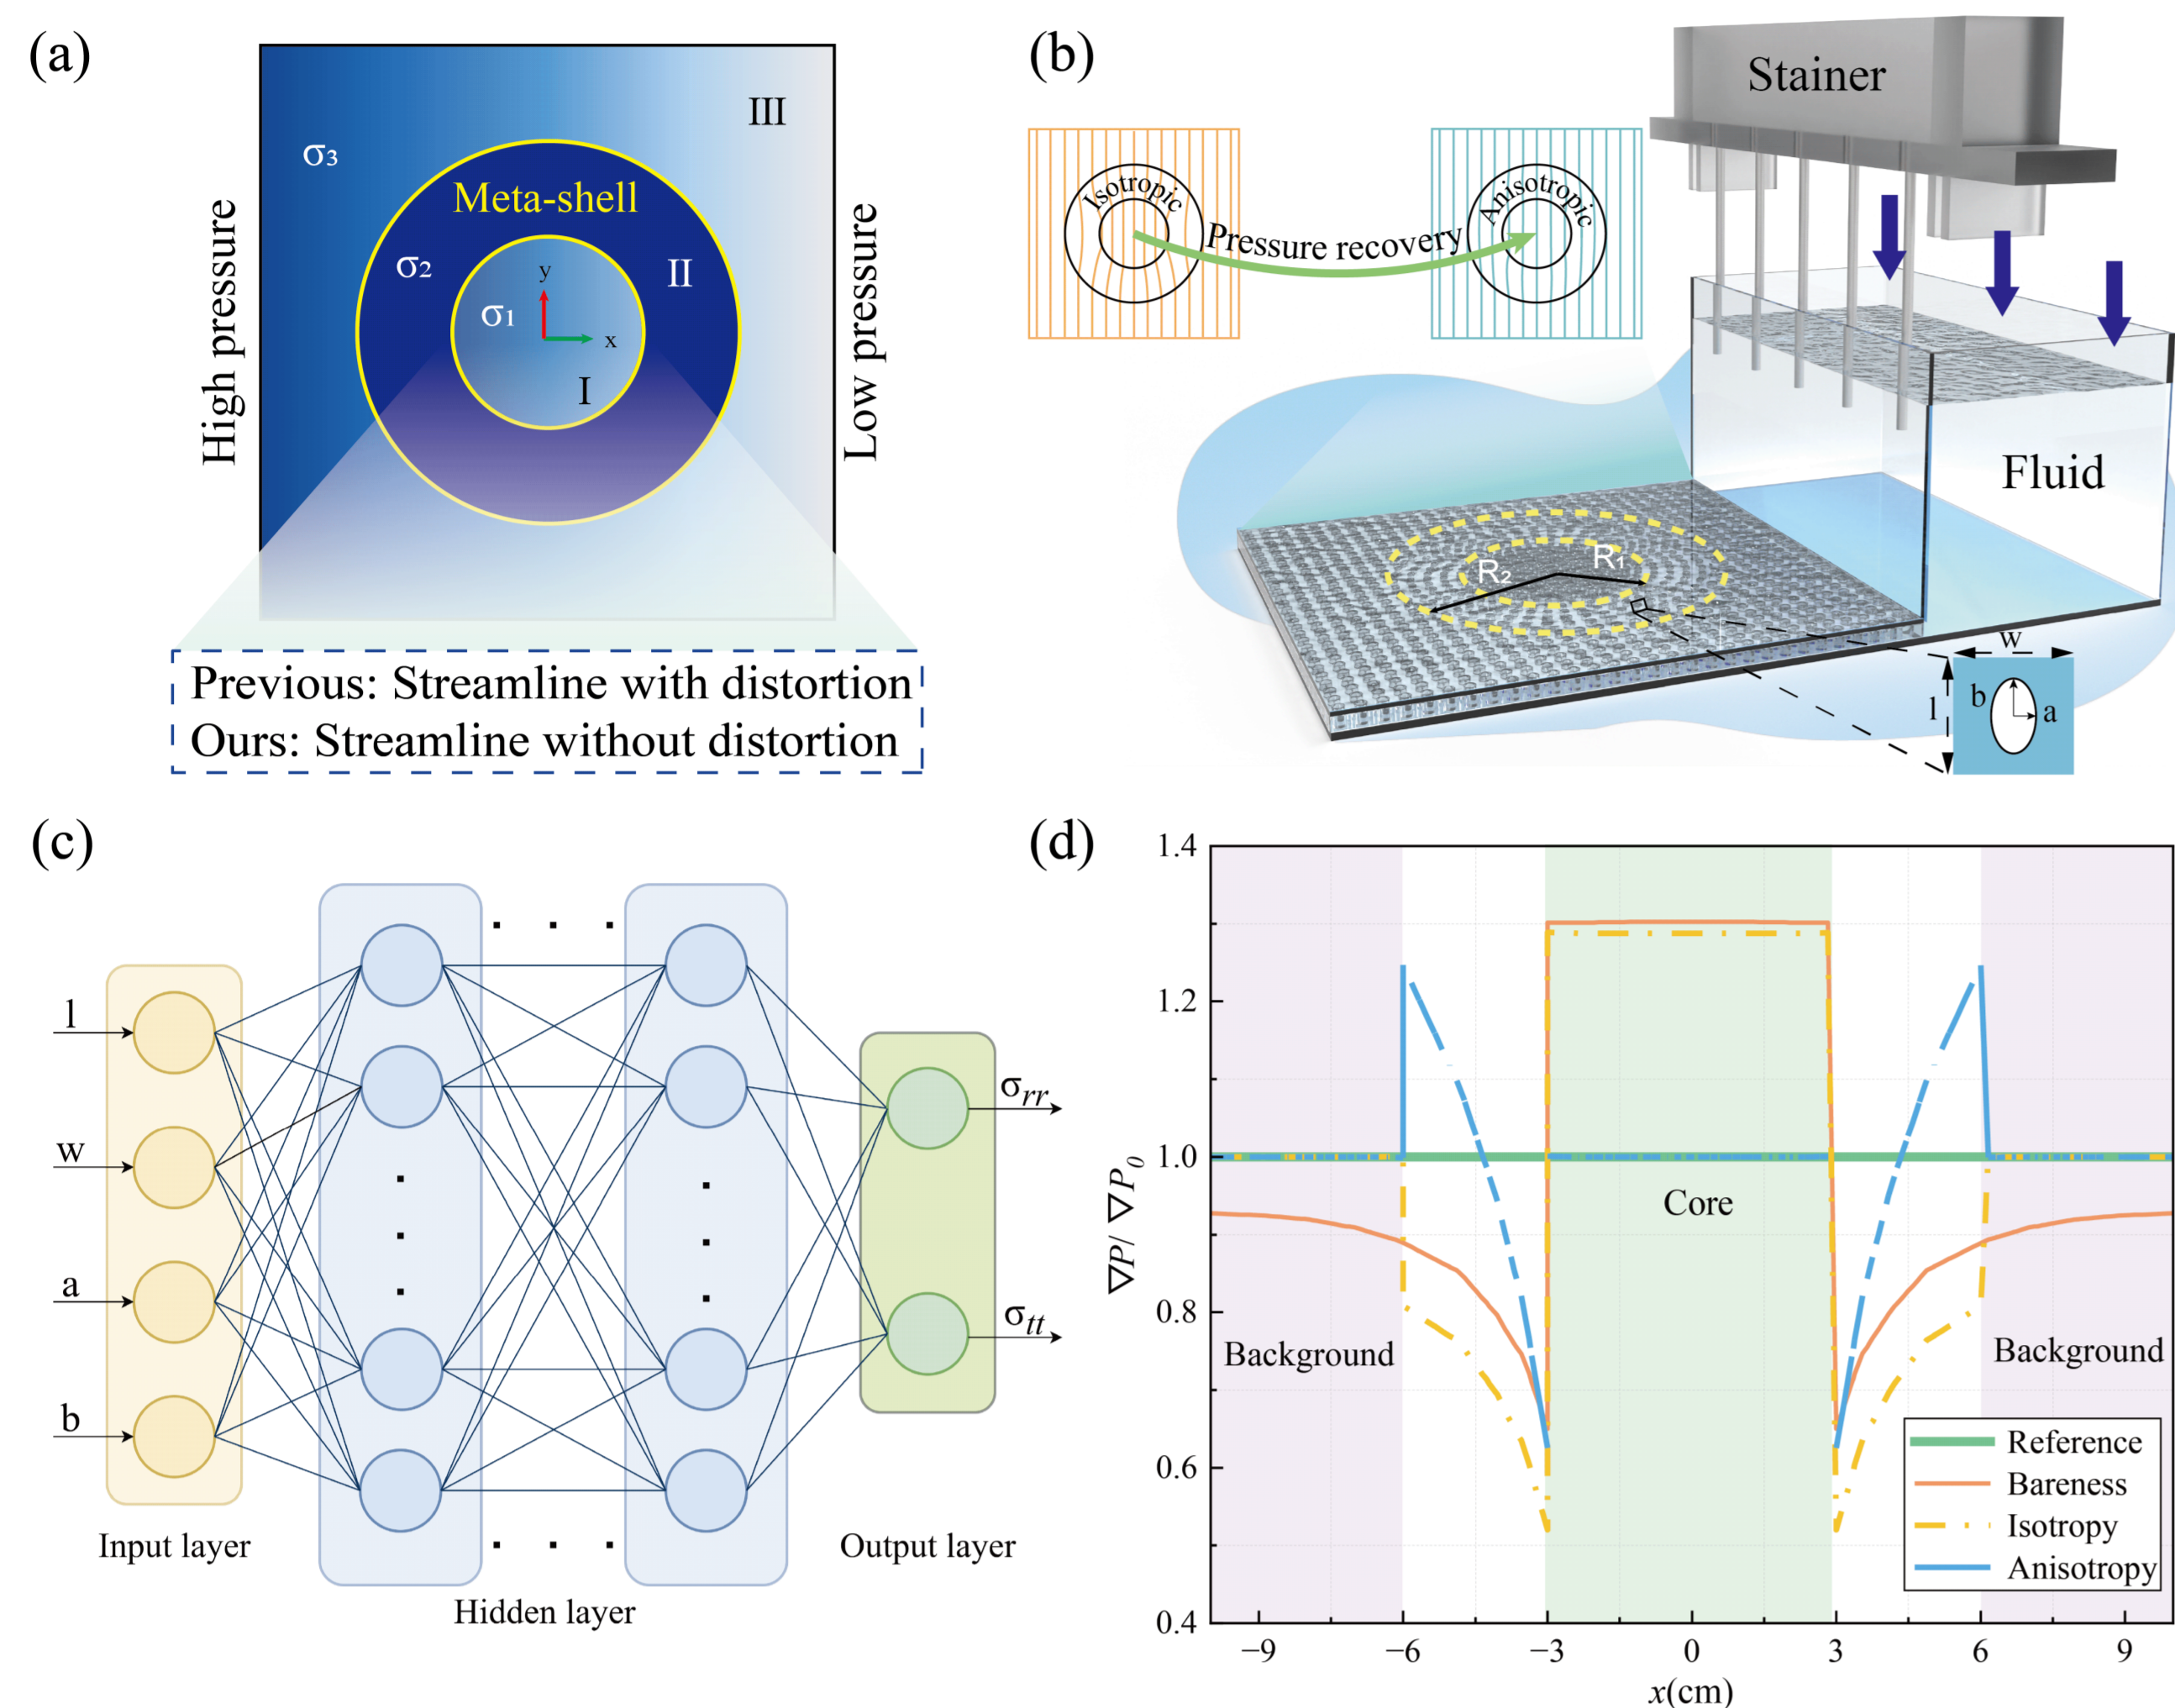 (a)
III
σ₃
Meta-shell
σ₂
II
y
σ₁
x
I
High pressure
Low pressure
Previous: Streamline with distortion
Ours: Streamline without distortion
(b)
Stainer
Isotropic
Anisotropic
Pressure recovery
Fluid
R₁
R₂
w
l
b
a
(c)
l
w
a
b
σrr
σtt
Input layer
Output layer
Hidden layer
(d)
1.4
1.2
1.0
0.8
0.6
0.4
∇P/ ∇P₀
Core
Background
Background
Reference
Bareness
Isotropy
Anisotropy
−9
−6
−3
0
3
6
9
x(cm)